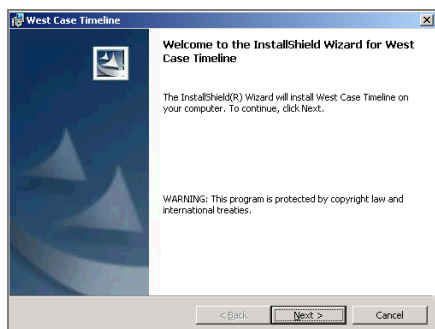 West Case Timeline
Welcome to the InstallShield Wizard for West
Case Timeline
The InstallShield(R) Wizard will install West Case Timeline on
your computer. To continue, click Next.
WARNING: This program is protected by copyright law and
international treaties.
< Back
Next >
Cancel